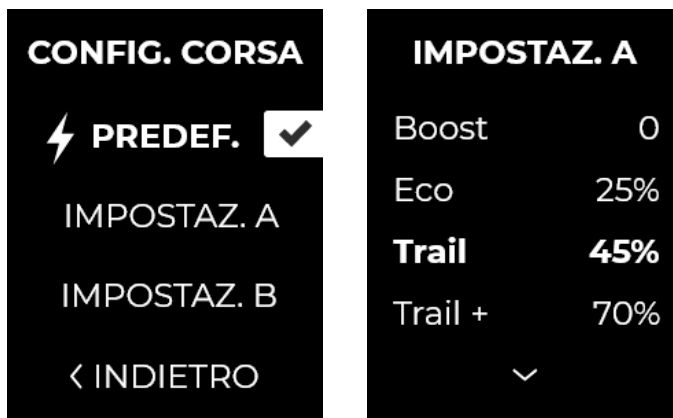 CONFIG. CORSA
PREDEF.
IMPOSTAZ. A
IMPOSTAZ. B
< INDIETRO
IMPOSTAZ. A
Boost 0
Eco 25%
Trail 45%
Trail + 70%